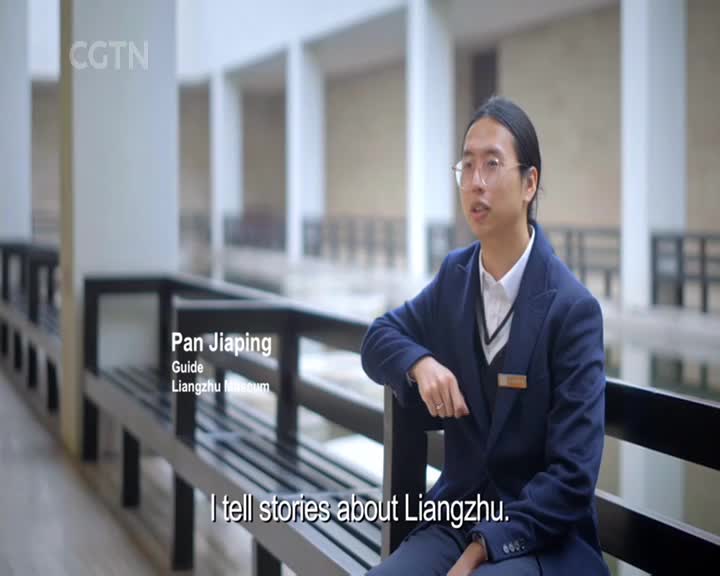 CGTN
Pan Jiaping
Guide
Liangzhu Museum
I tell stories about Liangzhu.